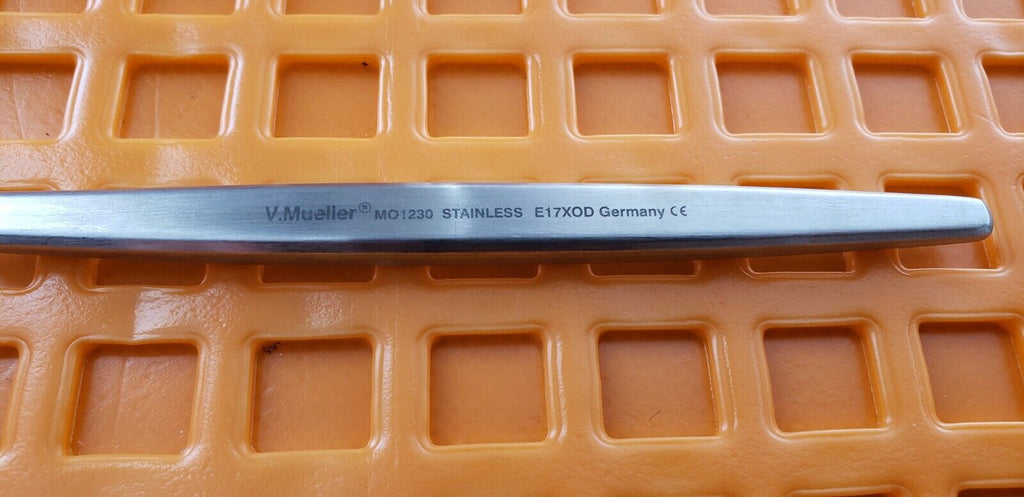 V.Mueller® MO1230 STAINLESS E17XOD Germany CE